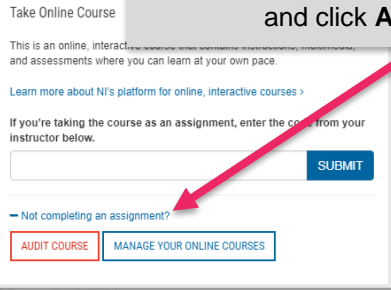 Take Online Course
and click A
This is an online, interactive course that contains instructions, multimedia,
and assessments where you can learn at your own pace.
Learn more about NI's platform for online, interactive courses >
If you're taking the course as an assignment, enter the code from your
instructor below.
SUBMIT
Not completing an assignment?
AUDIT COURSE MANAGE YOUR ONLINE COURSES